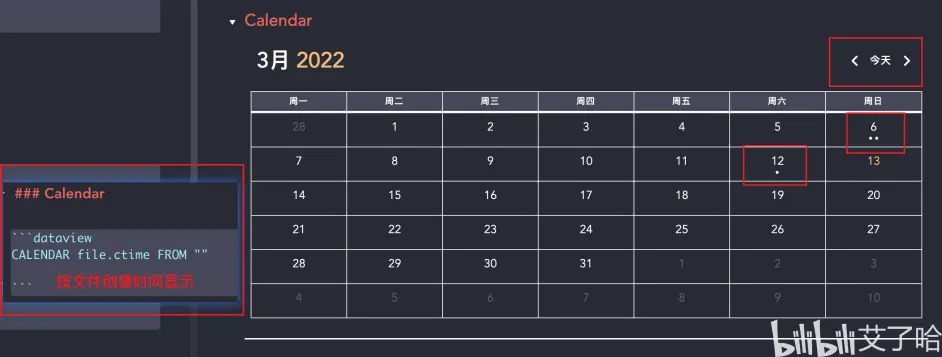 Calendar
3月 2022
今天
周一 周二 周三 周四 周五 周六 周日
28 1 2 3 4 5 6
7 8 9 10 11 12 13
14 15 16 17 18 19 20
21 22 23 24 25 26 27
28 29 30 31 1 2 3
4 5 6 7 8 9 10
### Calendar
```dataview
CALENDAR file.ctime FROM ""
``` 按文件创建时间显示
bilibili 艾了哈